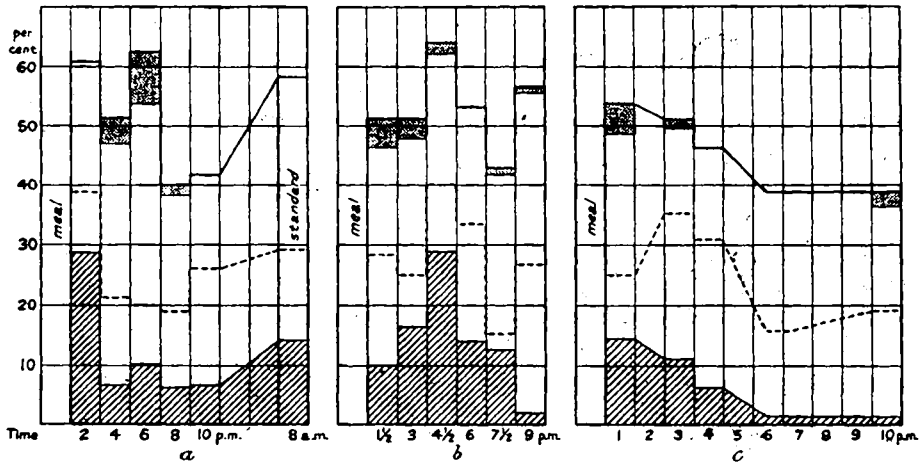 per
cent
60
50
40
30
20
10
meal
standard
meal
meal
Time 2 4 6 8 10 p.m. 8 a.m. 1½ 3 4½ 6 7½ 9 p.m. 1 2 3 4 5 6 7 8 9 10 p.m.
a b c